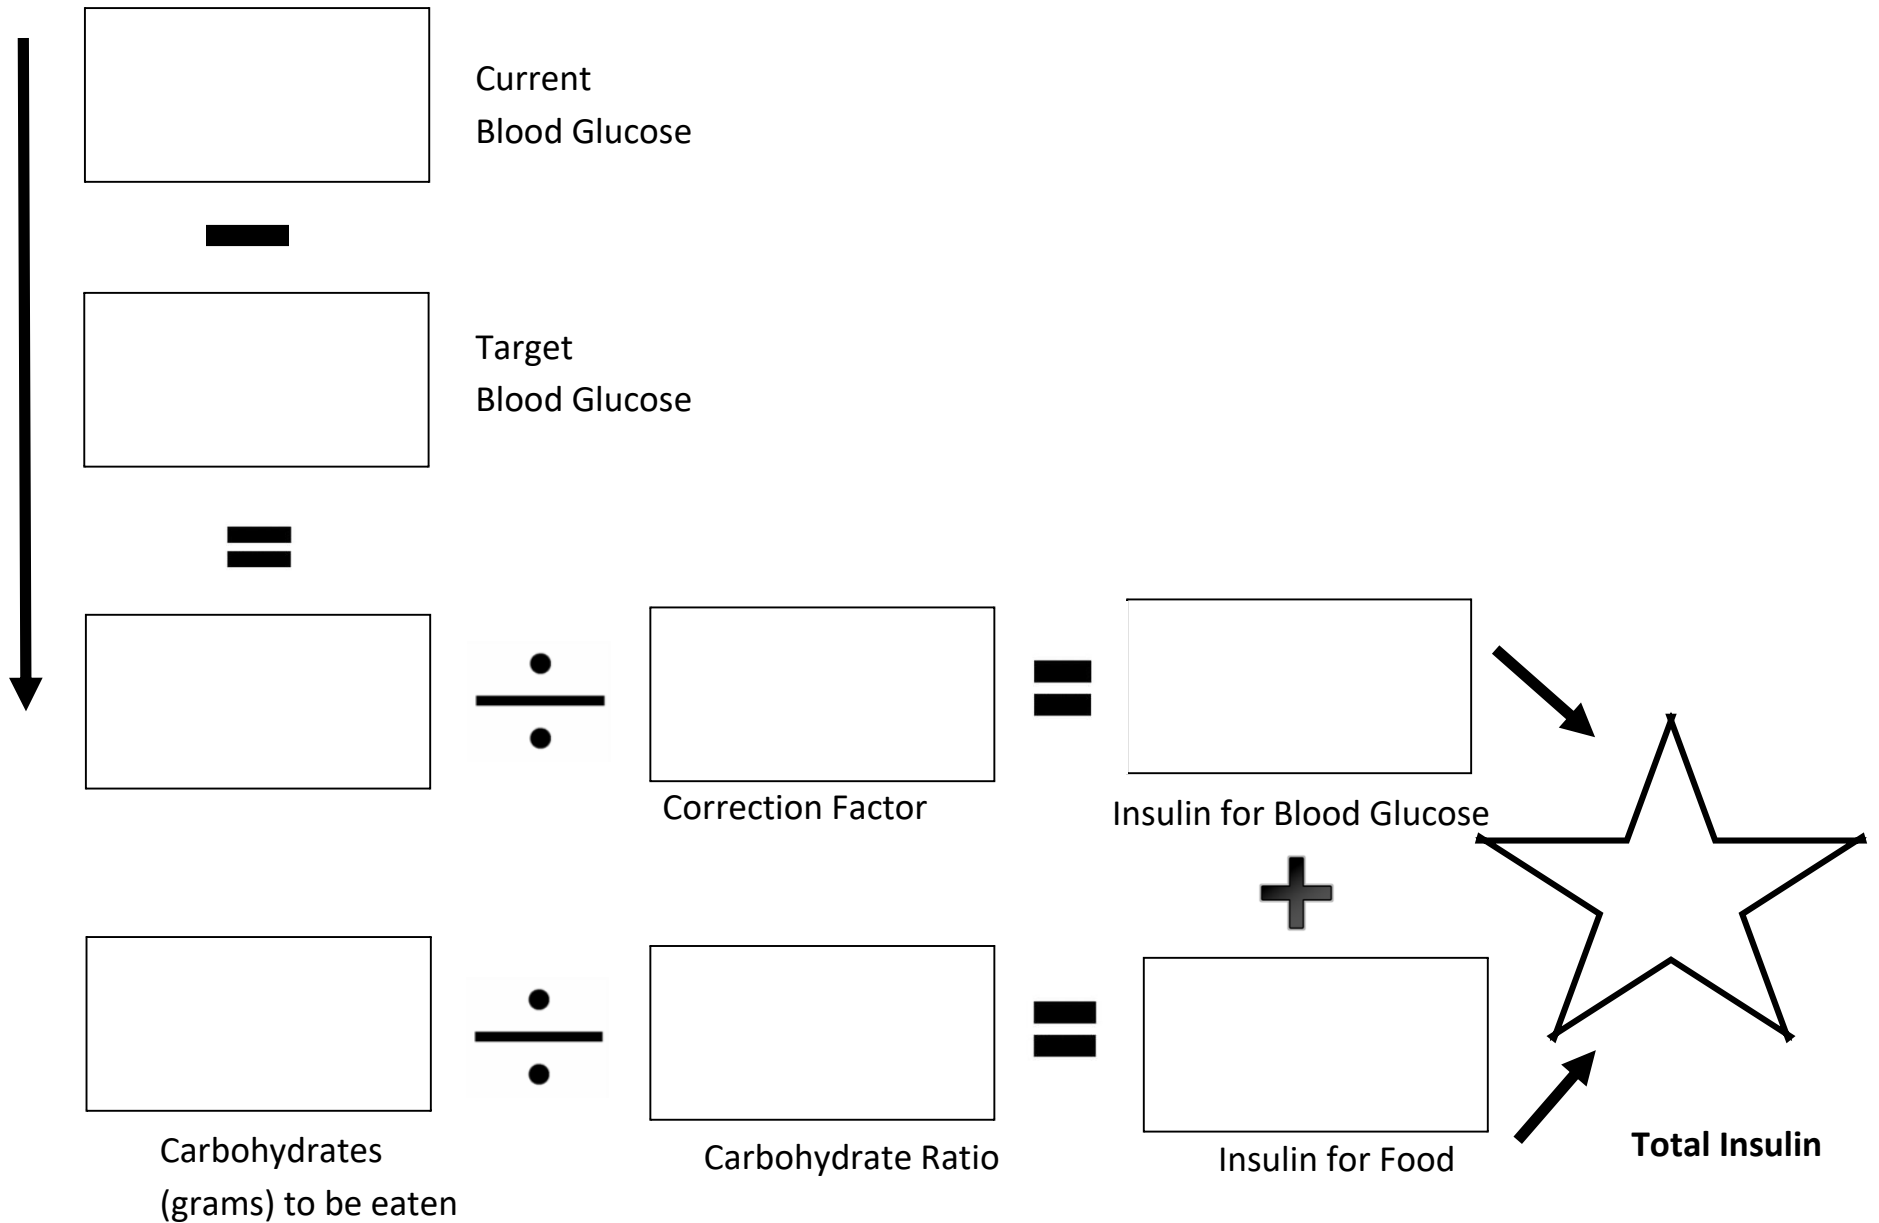 Current
Blood Glucose
Target
Blood Glucose
Correction Factor
Insulin for Blood Glucose
Carbohydrates
(grams) to be eaten
Carbohydrate Ratio
Insulin for Food
Total Insulin